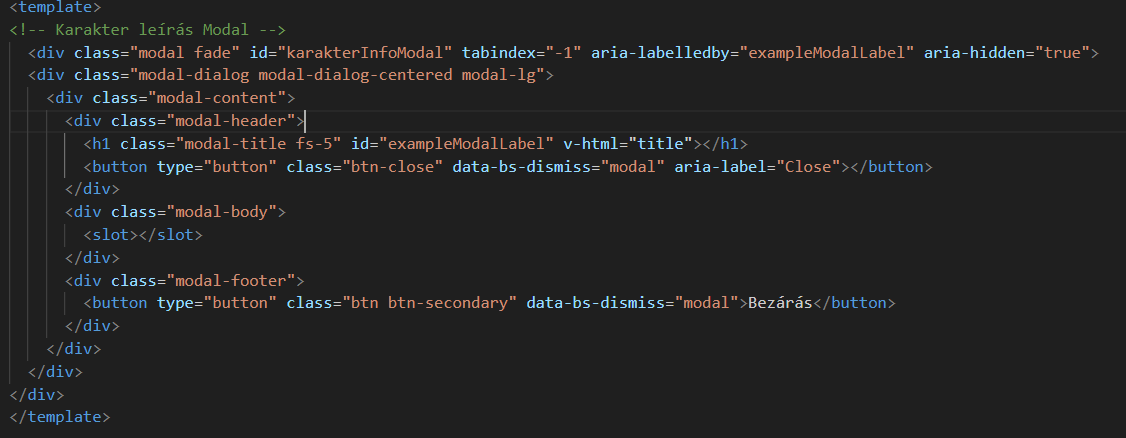 <template>
<!-- Karakter leírás Modal -->
<div class="modal fade" id="karakterInfoModal" tabindex="-1" aria-labelledby="exampleModalLabel" aria-hidden="true">
<div class="modal-dialog modal-dialog-centered modal-lg">
<div class="modal-content">
<div class="modal-header">
<h1 class="modal-title fs-5" id="exampleModalLabel" v-html="title"></h1>
<button type="button" class="btn-close" data-bs-dismiss="modal" aria-label="Close"></button>
</div>
<div class="modal-body">
<slot></slot>
</div>
<div class="modal-footer">
<button type="button" class="btn btn-secondary" data-bs-dismiss="modal">Bezárás</button>
</div>
</div>
</div>
</div>
</template>